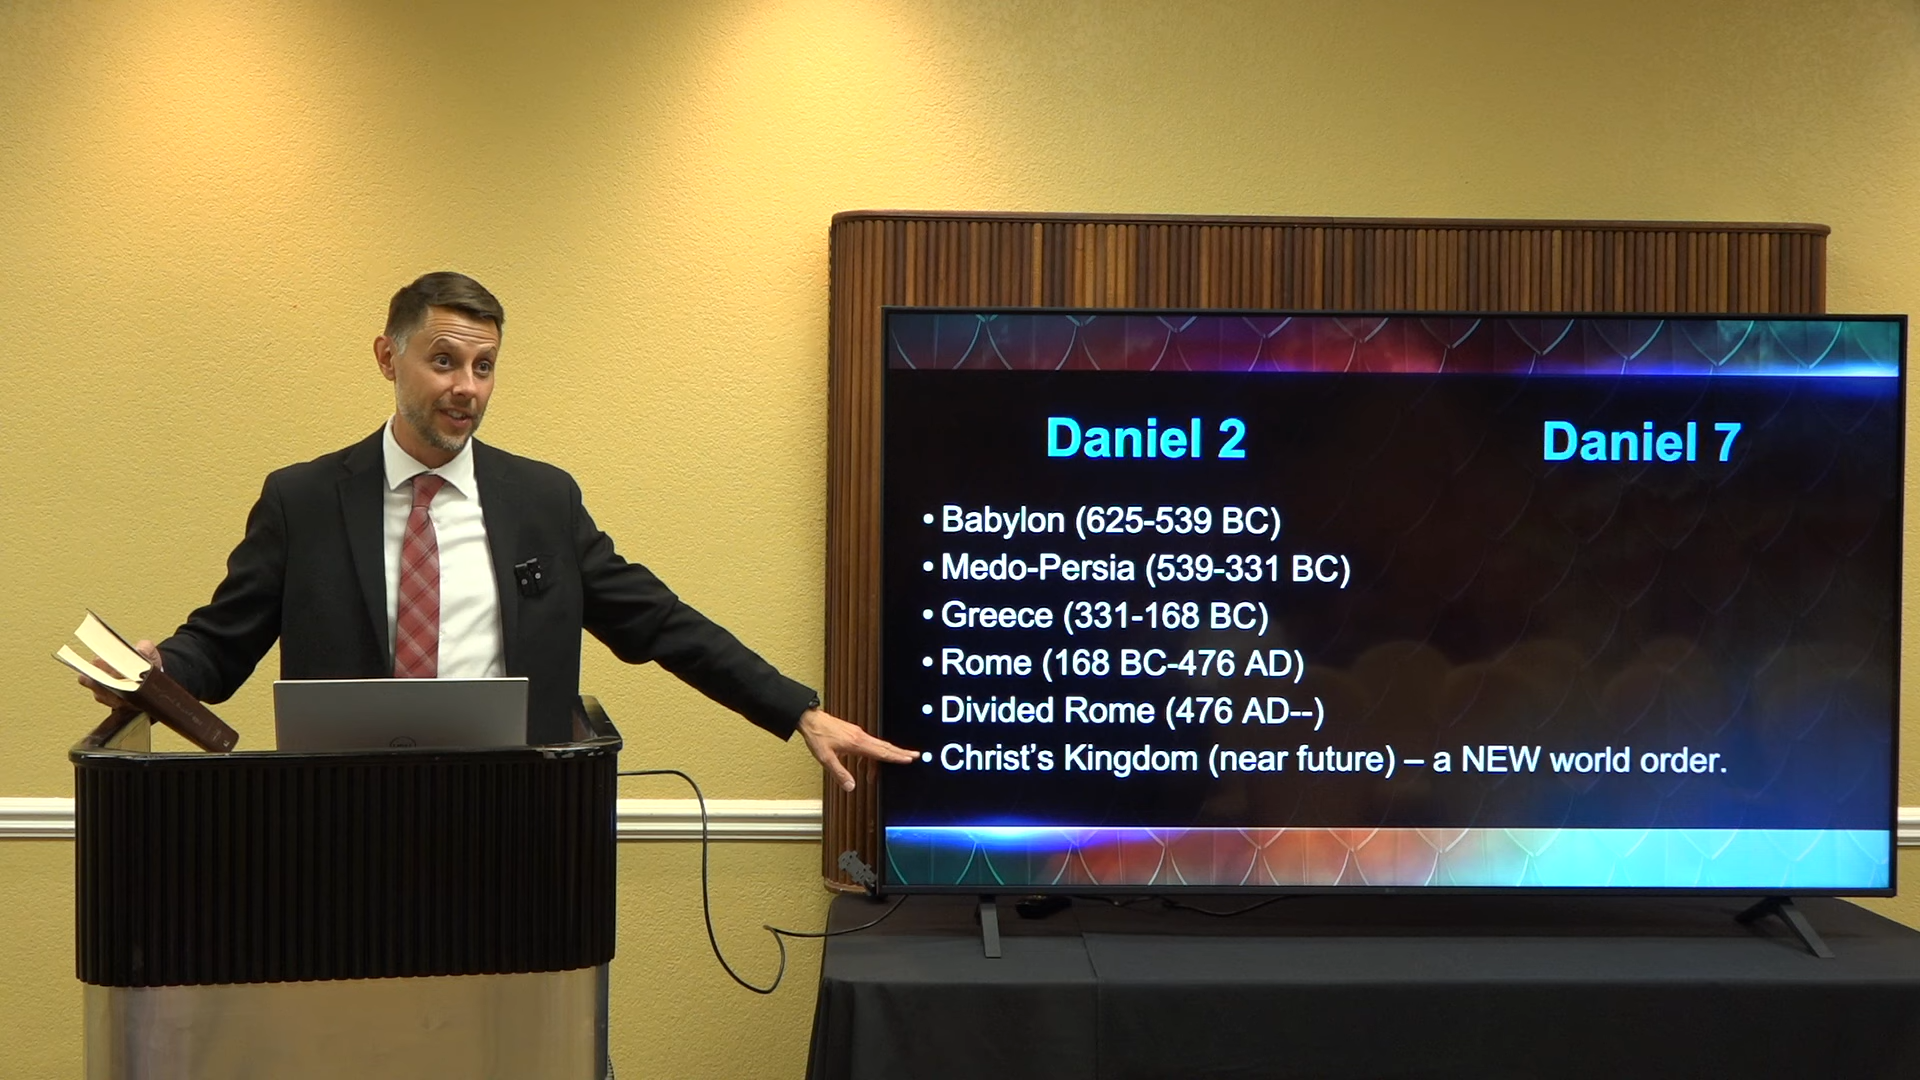 Daniel 2
Daniel 7
• Babylon (625-539 BC)
• Medo-Persia (539-331 BC)
• Greece (331-168 BC)
• Rome (168 BC-476 AD)
• Divided Rome (476 AD--)
• Christ’s Kingdom (near future) – a NEW world order.
DELL